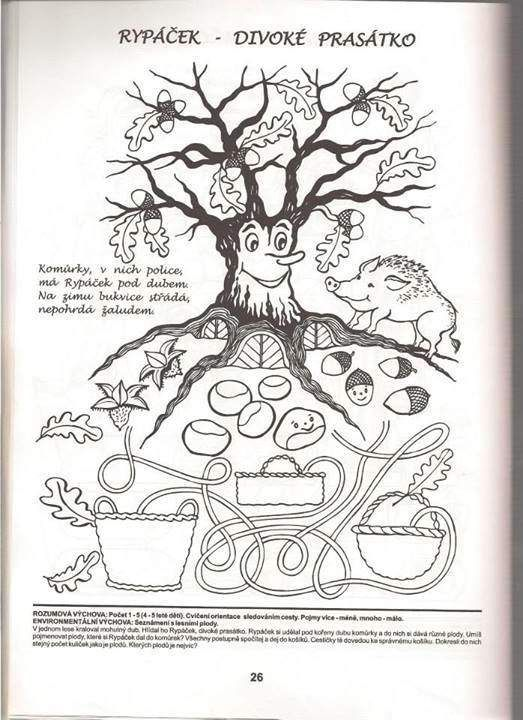 RYPÁČEK - DIVOKÉ PRASÁTKO
Komůrky, v nich police,
má Rypáček pod dubem.
Na zimu bukvice střádá,
nepohrdá žaludem.
ROZUMOVÁ VÝCHOVA: Počet 1 - 5 (4 - 5 leté děti). Cvičení orientace sledováním cesty. Pojmy více - méně, mnoho - málo.
ENVIRONMENTÁLNÍ VÝCHOVA: Seznámení s lesními plody.
V jednom lese kraloval mohutný dub. Hlídal ho Rypáček, divoké prasátko. Rypáček si udělal pod kořeny dubu komůrky a do nich si dává různé plody. Umíš
pojmenovat plody, které si Rypáček dal do komůrek? Všechny postupně spočítej a dej do košíků. Cestičky tě dovedou ke správnému košíku. Dokresli do nich
stejný počet kuliček jako je plodů. Kterých plodů je nejvíc?
26